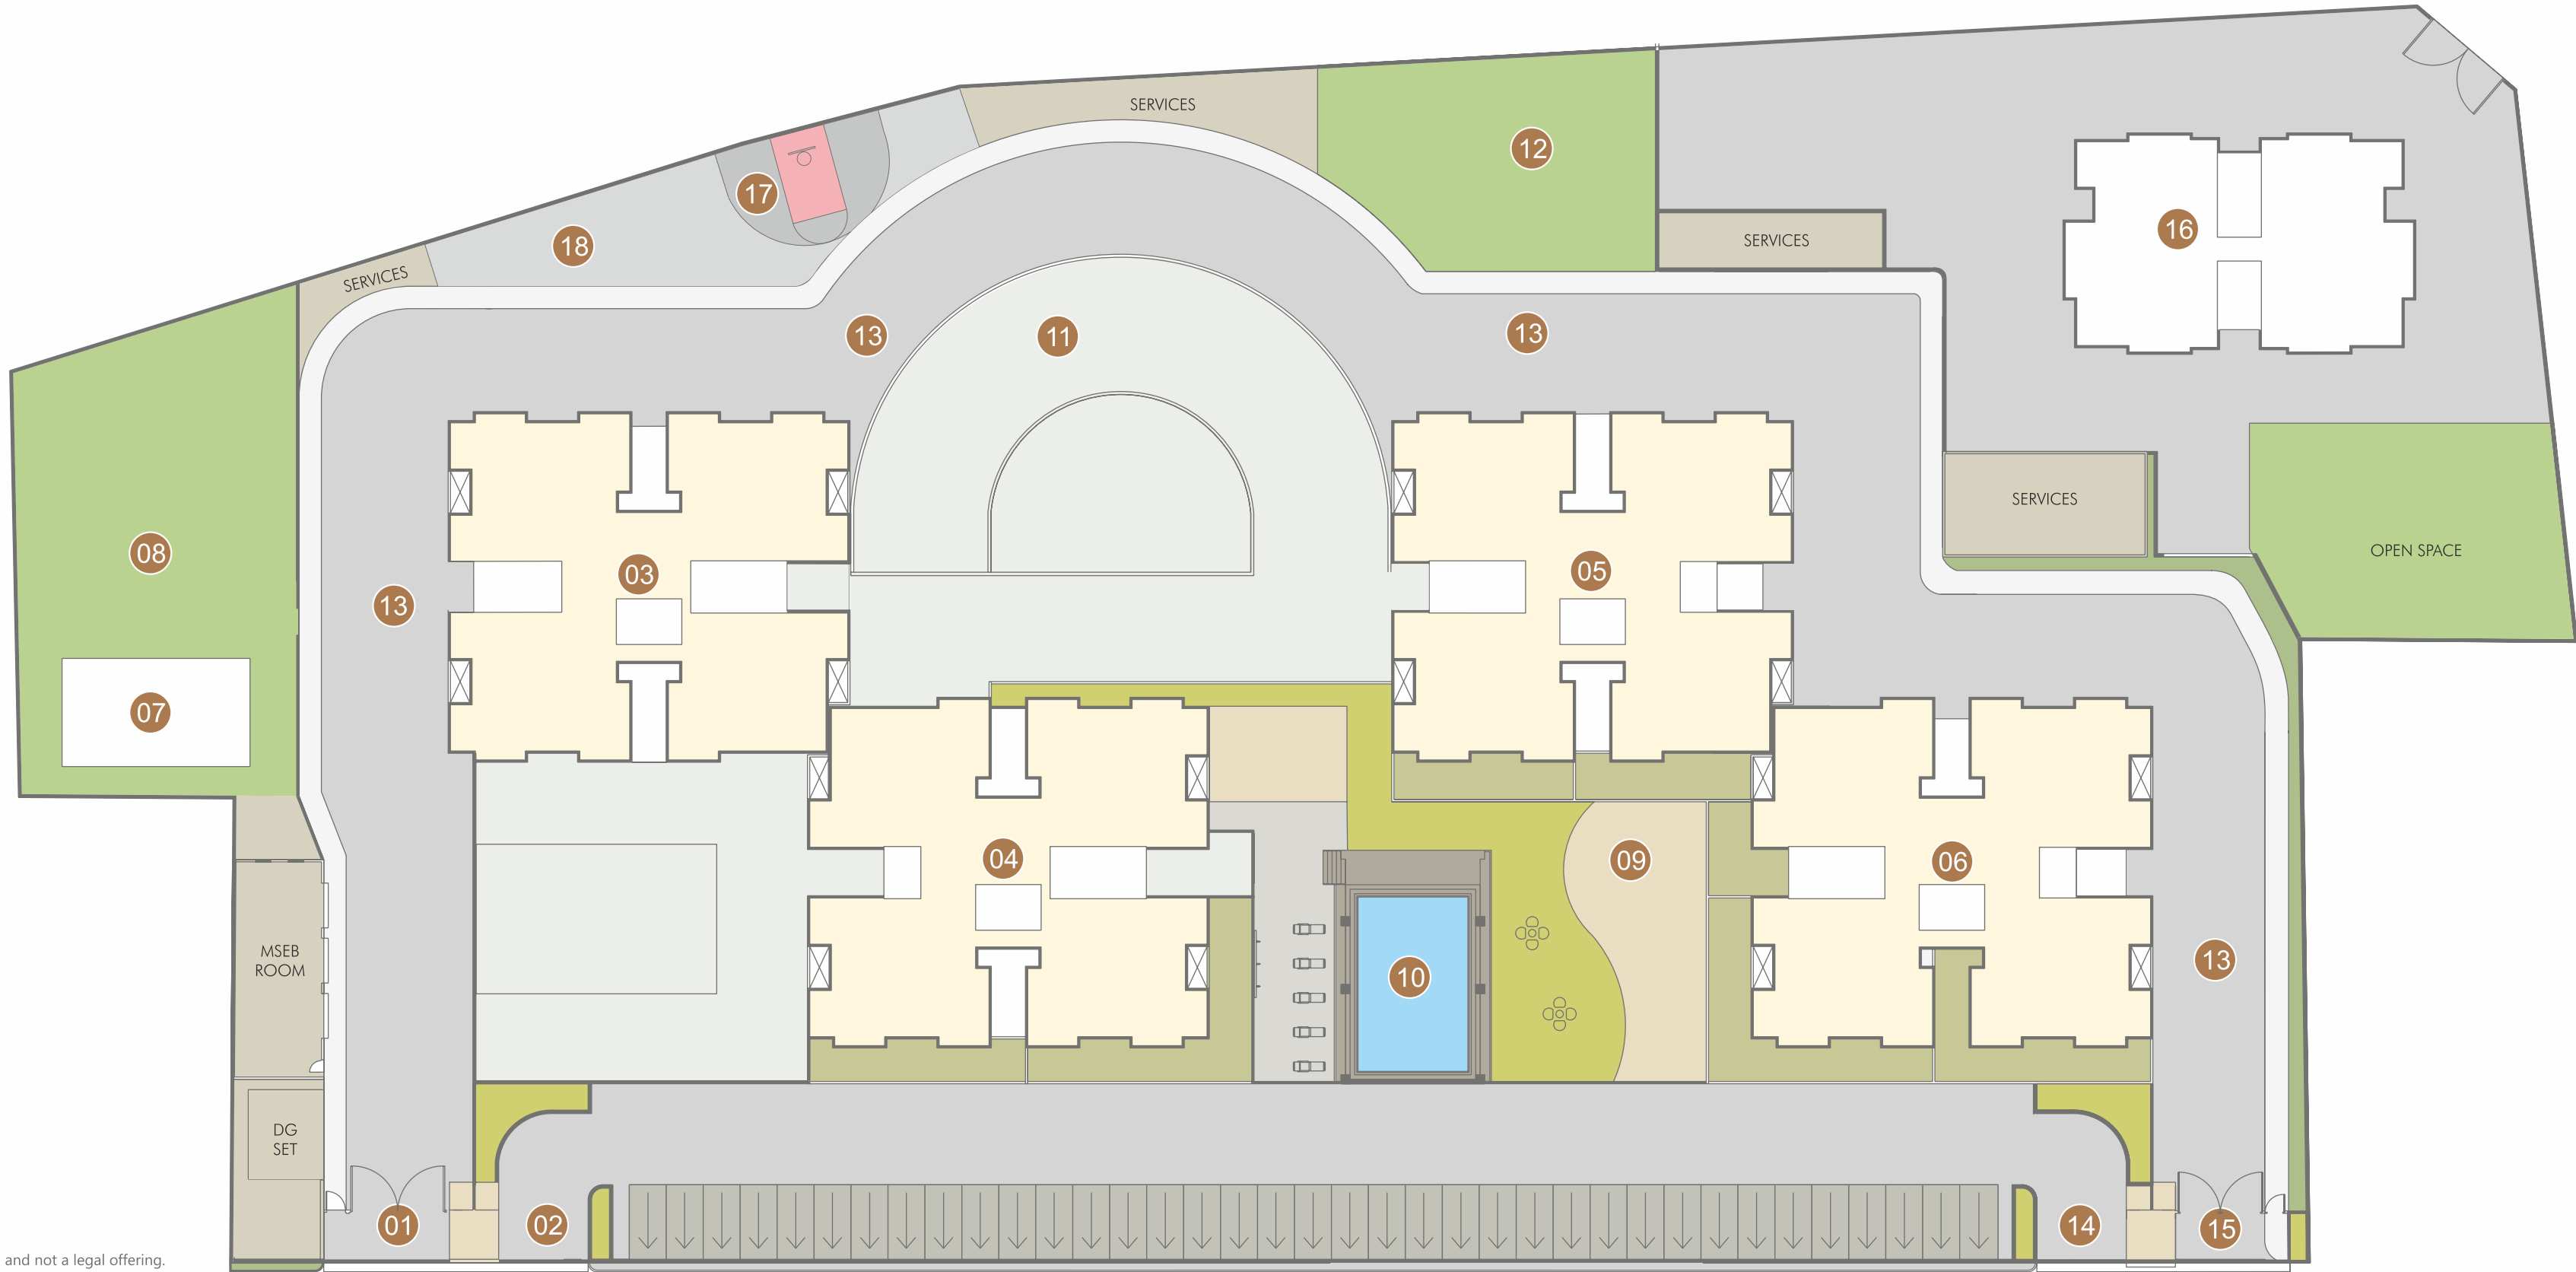 SERVICES
12
17
18
16
SERVICES
SERVICES
13
11
13
SERVICES
08
OPEN SPACE
03
05
13
07
04
09
06
MSEB
ROOM
10
13
DG
SET
01
02
14
15
and not a legal offering.